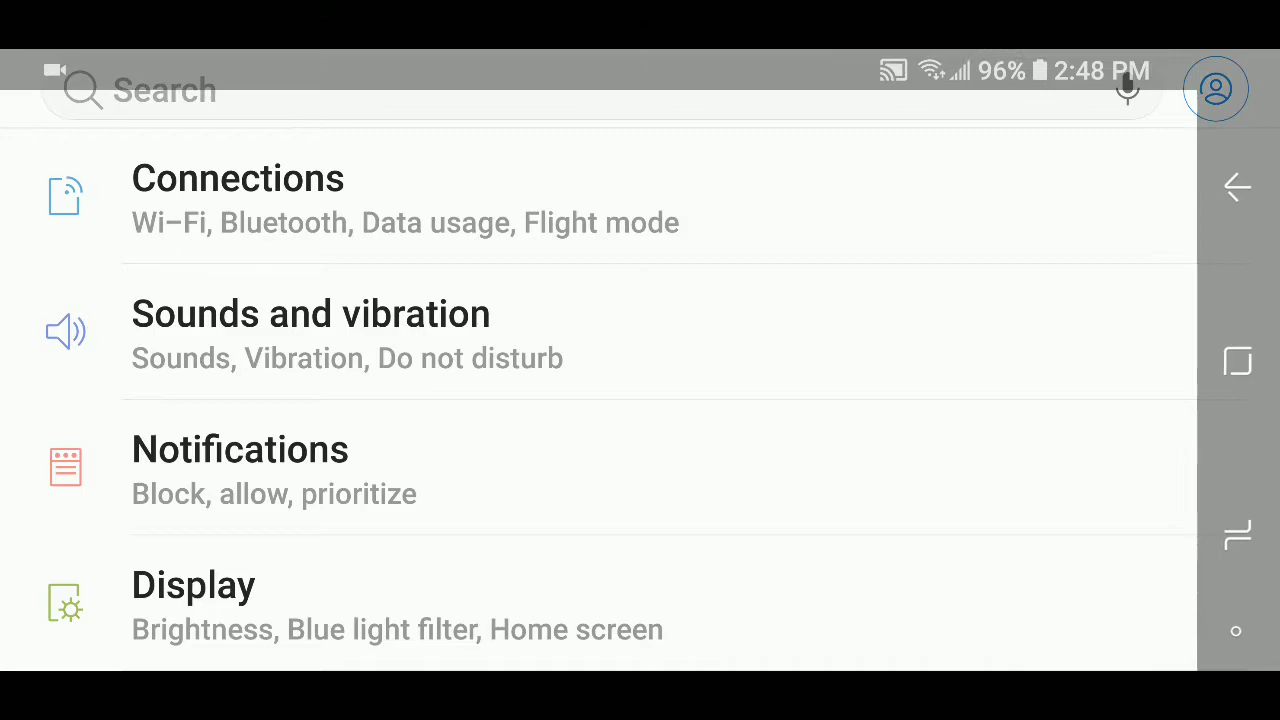 96% 2:48 PM
Search
Connections
Wi-Fi, Bluetooth, Data usage, Flight mode
Sounds and vibration
Sounds, Vibration, Do not disturb
Notifications
Block, allow, prioritize
Display
Brightness, Blue light filter, Home screen